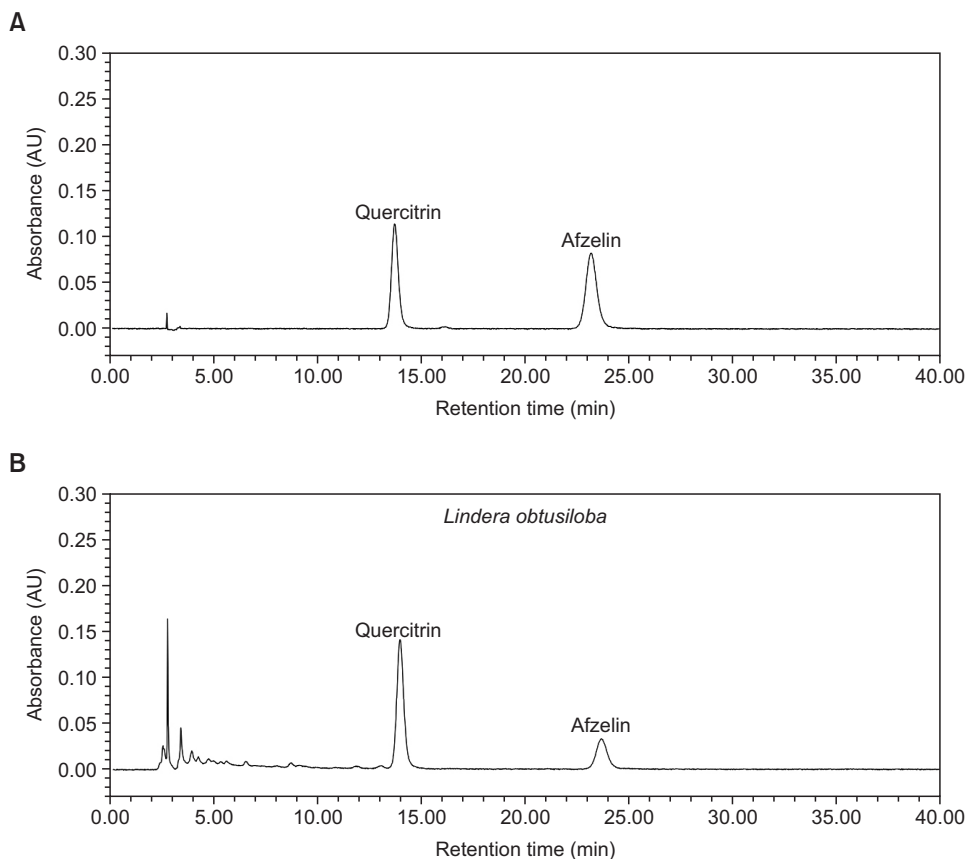 A
0.30
0.25
0.20
0.15
0.10
0.05
0.00
Absorbance (AU)
Quercitrin
Afzelin
0.00 5.00 10.00 15.00 20.00 25.00 30.00 35.00 40.00
Retention time (min)
B
0.30
0.25
0.20
0.15
0.10
0.05
0.00
Absorbance (AU)
Lindera obtusiloba
Quercitrin
Afzelin
0.00 5.00 10.00 15.00 20.00 25.00 30.00 35.00 40.00
Retention time (min)